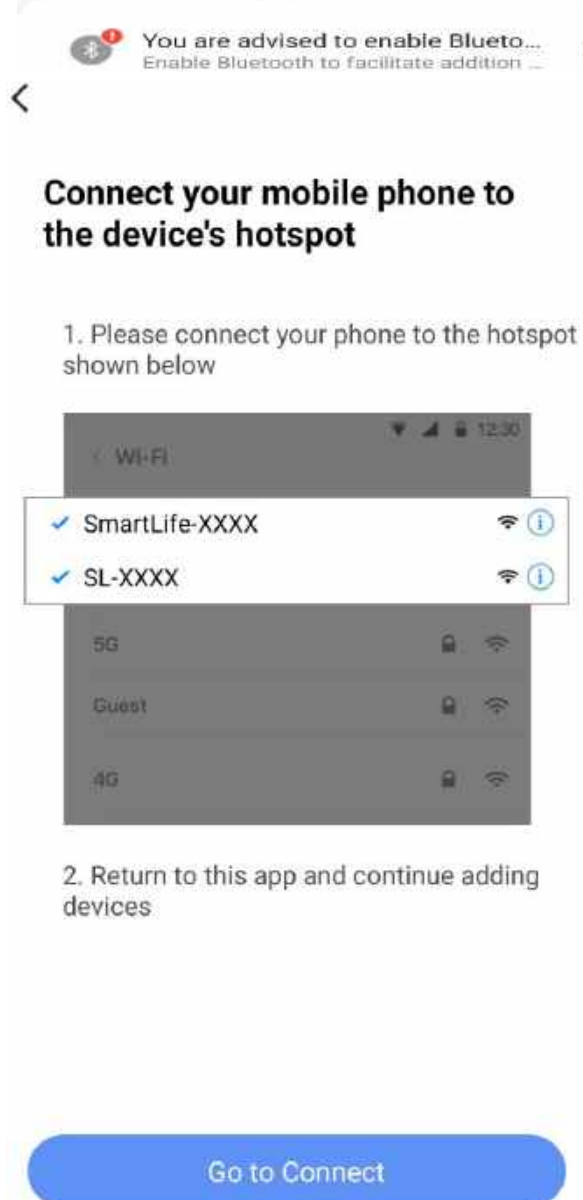 You are advised to enable Blueto...
Enable Bluetooth to facilitate addition ...
Connect your mobile phone to
the device's hotspot
1. Please connect your phone to the hotspot
shown below
Wi-Fi
12:30
SmartLife-XXXX
SL-XXXX
5G
Guest
4G
2. Return to this app and continue adding
devices
Go to Connect